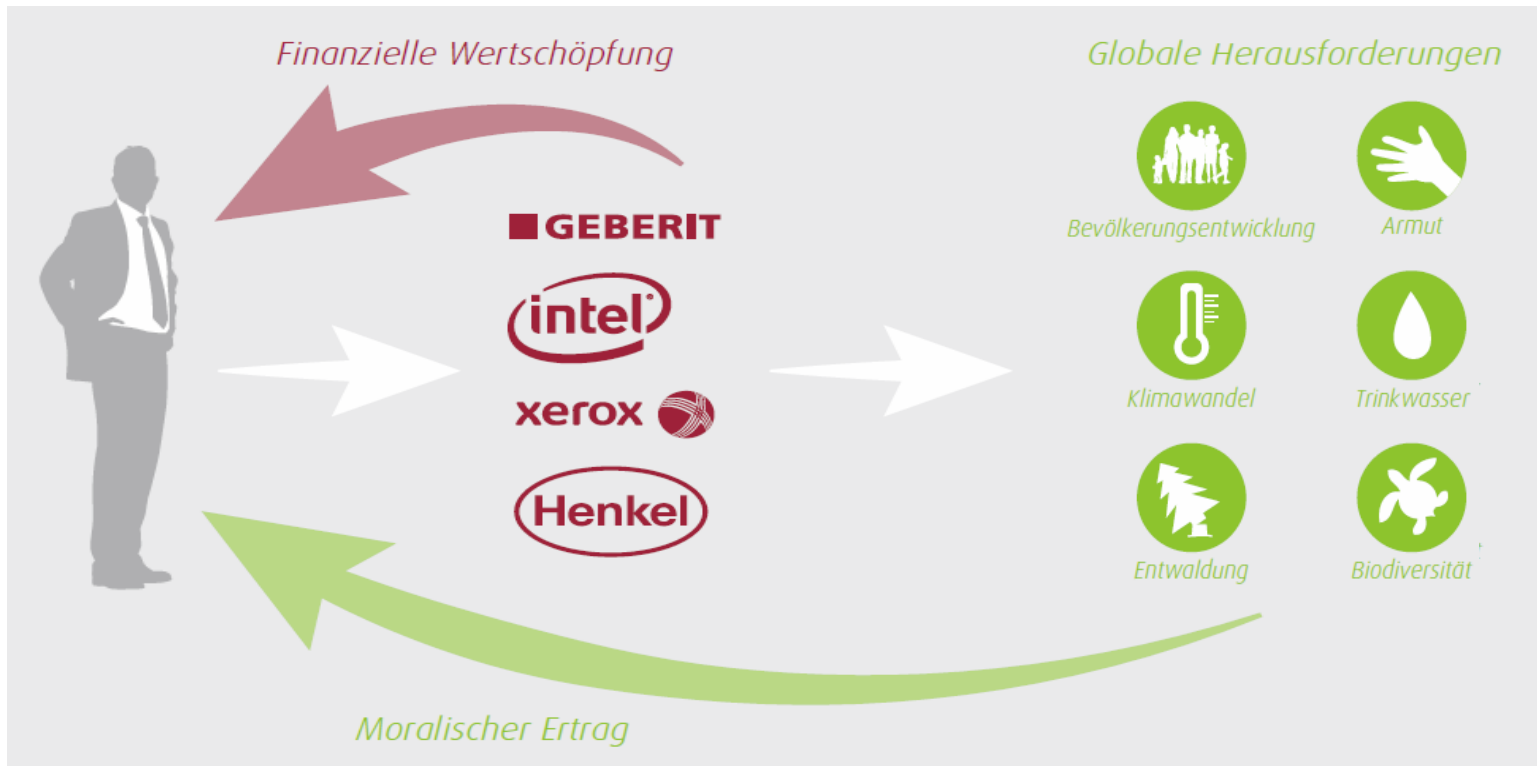 Finanzielle Wertschöpfung
Globale Herausforderungen
GEBERIT
intel
xerox
Henkel
Bevölkerungsentwicklung
Armut
Klimawandel
Trinkwasser
Entwaldung
Biodiversität
Moralischer Ertrag